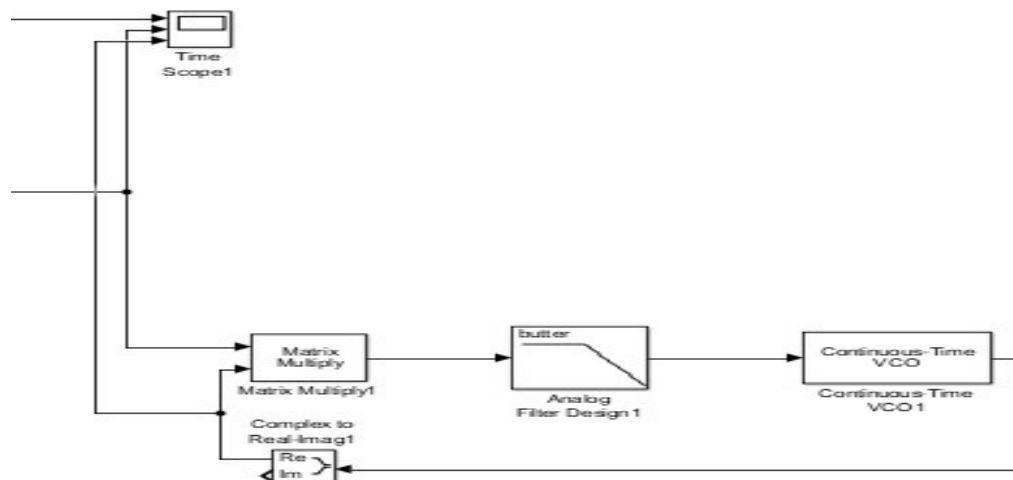 Time
Scope1
Matrix
Multiply
Matrix Multiply1
butter
Analog
Filter Design1
Continuous-Time
VCO
Continuous-Time
VCO1
Complex to
Real-Imag1
Re
Im